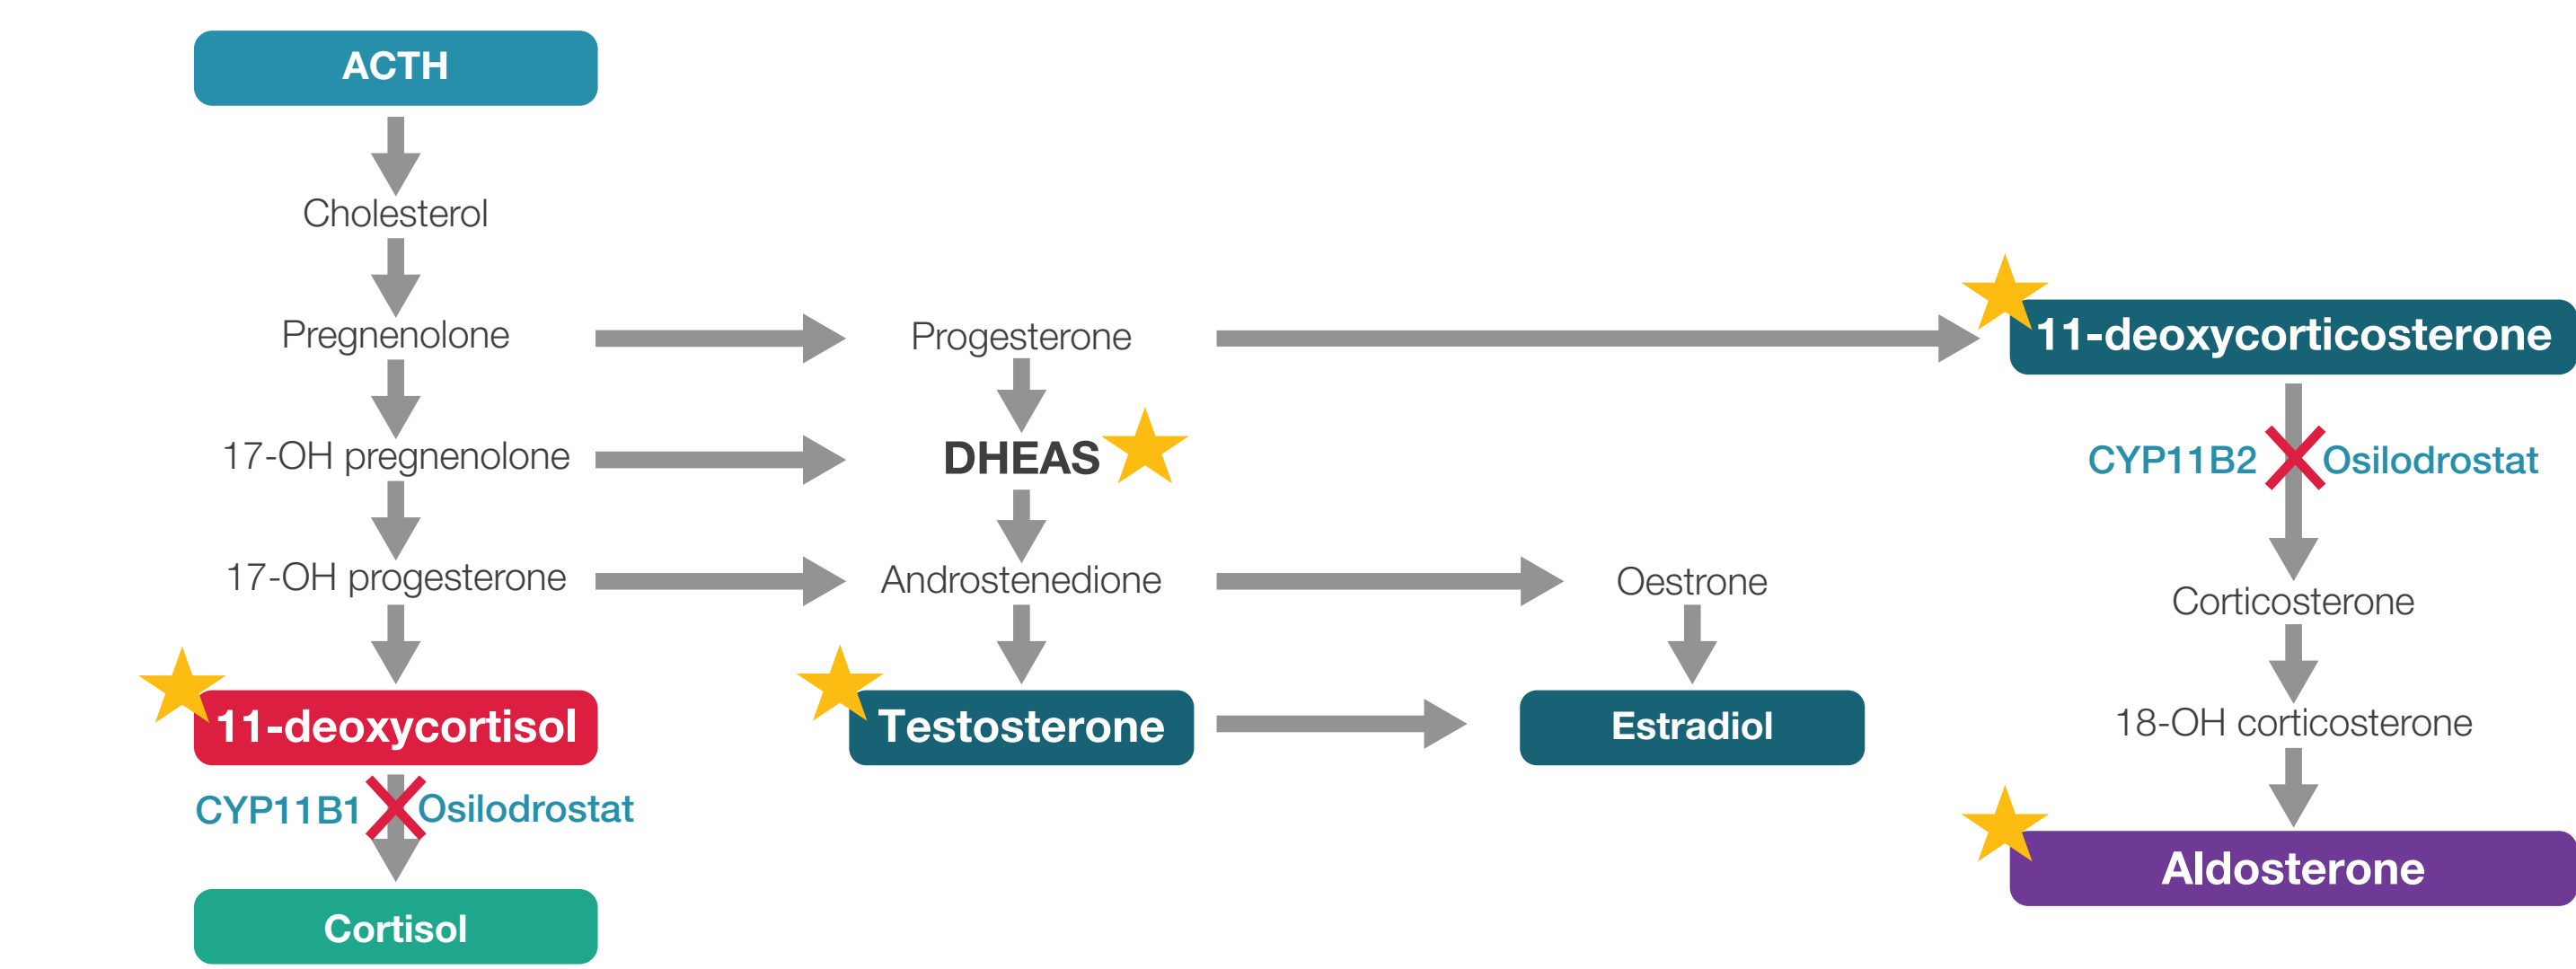 ACTH
Cholesterol
Pregnenolone
Progesterone
11-deoxycorticosterone
17-OH pregnenolone
DHEAS
CYP11B2
Osilodrostat
17-OH progesterone
Androstenedione
Oestrone
Corticosterone
11-deoxycortisol
Testosterone
Estradiol
18-OH corticosterone
CYP11B1
Osilodrostat
Aldosterone
Cortisol